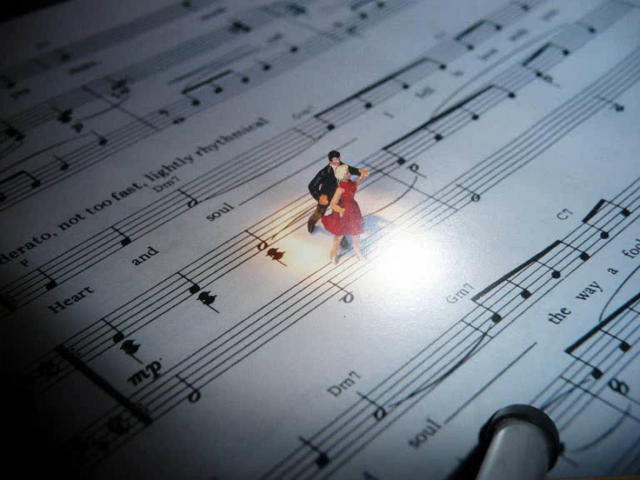 derato, not too fast, lightly rhythmical
Dm7
F
Heart and soul
mp
Gm7 C7
the way a fool
Dm7
soul